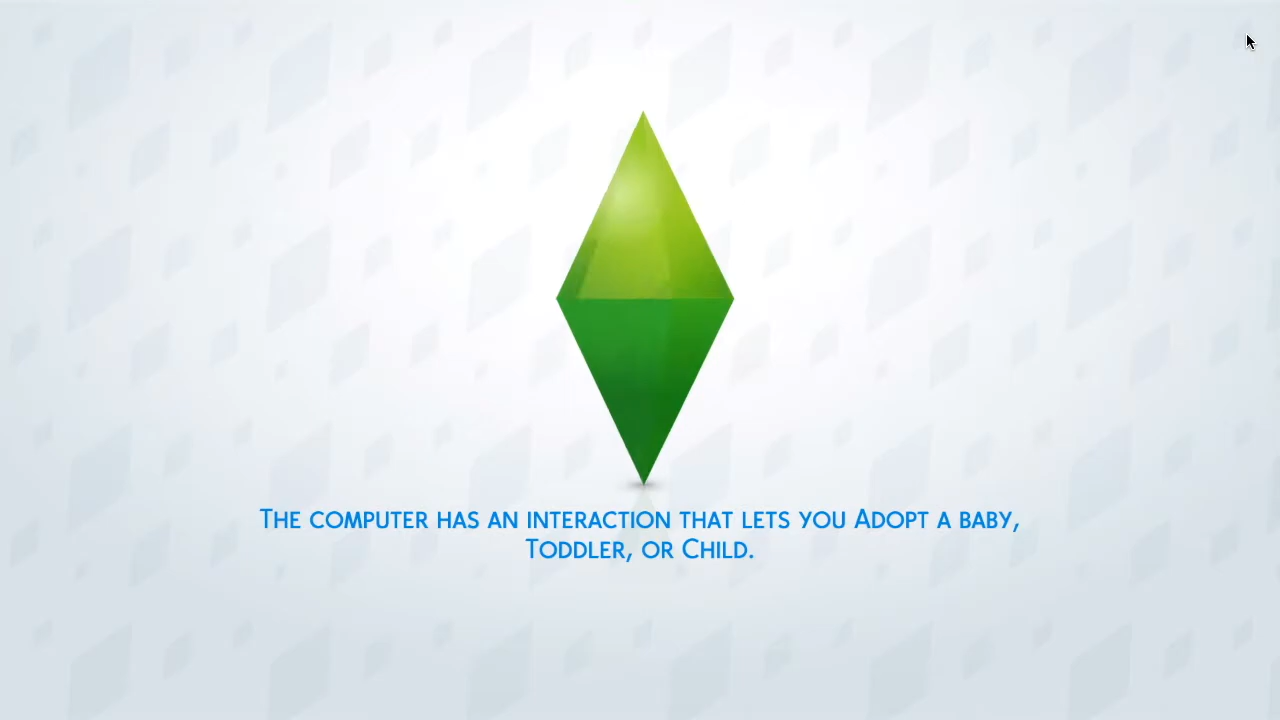 The computer has an interaction that lets you Adopt a baby,
Toddler, or Child.